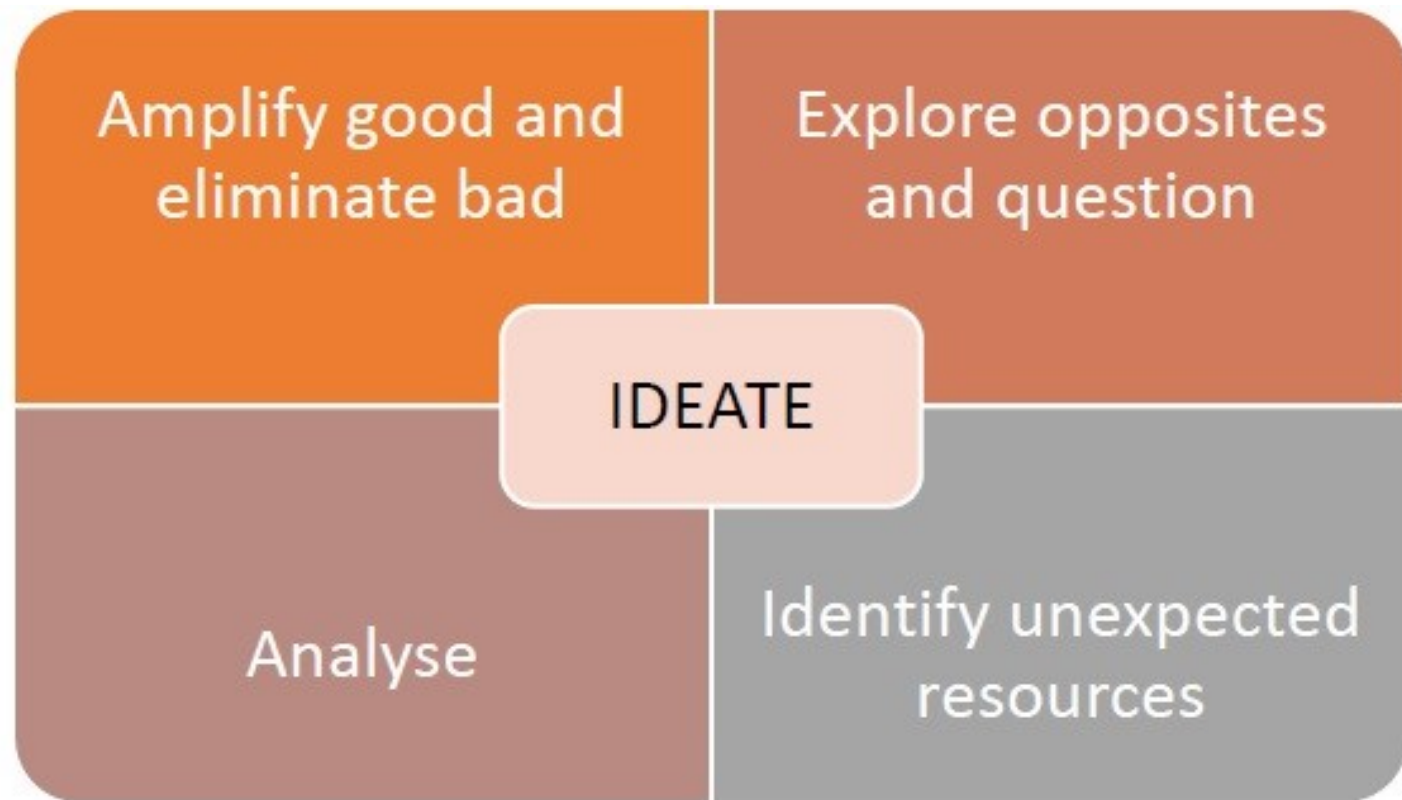 Amplify good and
eliminate bad
Explore opposites
and question
IDEATE
Analyse
Identify unexpected
resources